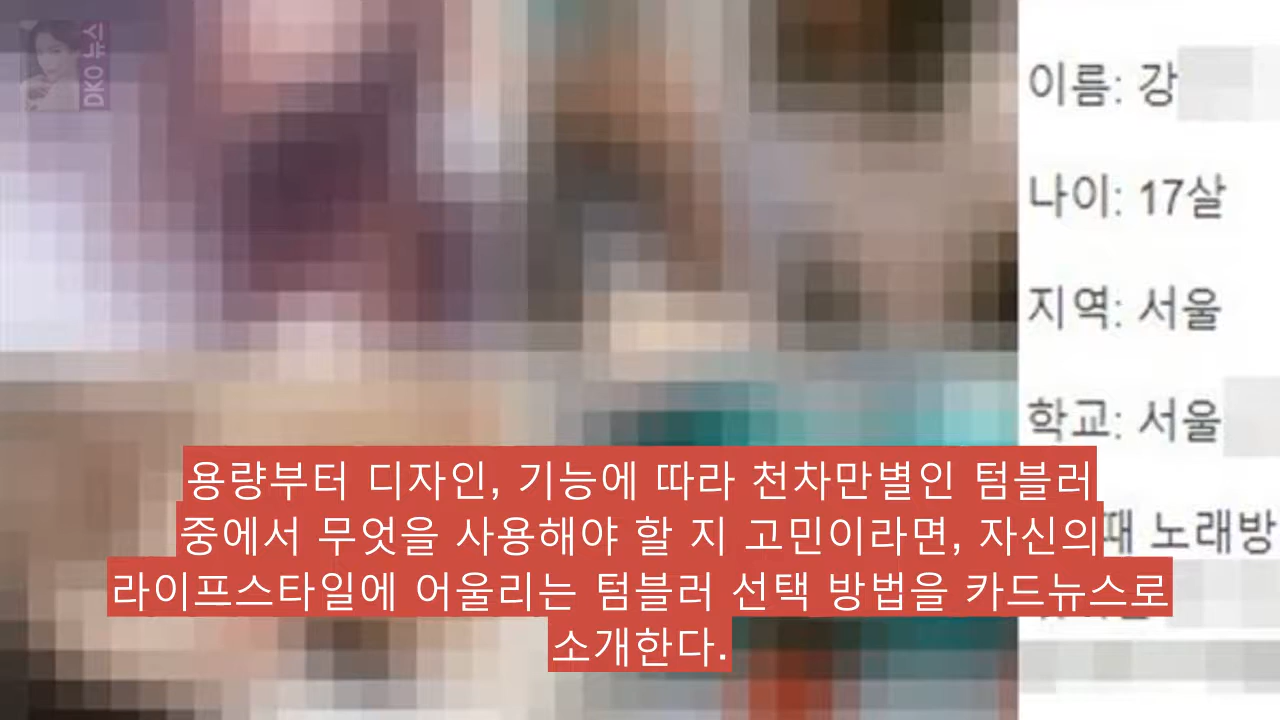 DKO 뉴스
이름: 강
나이: 17살
지역: 서울
학교: 서울
때 노래방
용량부터 디자인, 기능에 따라 천차만별인 텀블러
중에서 무엇을 사용해야 할 지 고민이라면, 자신의
라이프스타일에 어울리는 텀블러 선택 방법을 카드뉴스로
소개한다.